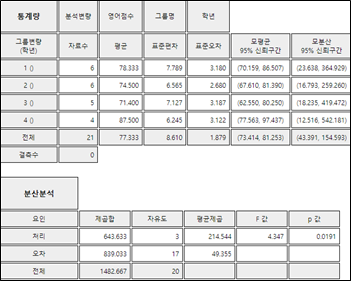 통계량 분석변량 영어점수 그룹명 학년
그룹변량 (학년) 자료수 평균 표준편차 표준오차 모평균 95% 신뢰구간 모분산 95% 신뢰구간
1 () 6 78.333 7.789 3.180 (70.159, 86.507) (23.638, 364.929)
2 () 6 74.500 6.565 2.680 (67.610, 81.390) (16.793, 259.260)
3 () 5 71.400 7.127 3.187 (62.550, 80.250) (18.235, 419.472)
4 () 4 87.500 6.245 3.122 (77.563, 97.437) (12.516, 542.181)
전체 21 77.333 8.610 1.879 (73.414, 81.253) (43.391, 154.593)
결측수 0
분산분석
요인 제곱합 자유도 평균제곱 F 값 p 값
처리 643.633 3 214.544 4.347 0.0191
오차 839.033 17 49.355
전체 1482.667 20